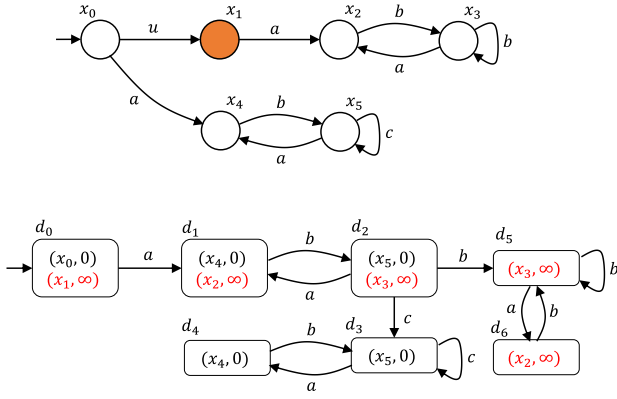 x₀ x₁ x₂ x₃
u a b b
a
a
x₄ x₅
b c
a
d₀ d₁ d₂ d₅
(x₀, 0) a (x₄, 0) b (x₅, 0) b (x₃, ∞) b
(x₁, ∞) (x₂, ∞) a (x₃, ∞)
c a b
d₄ d₃ d₆
(x₄, 0) b (x₅, 0) c (x₂, ∞)
a